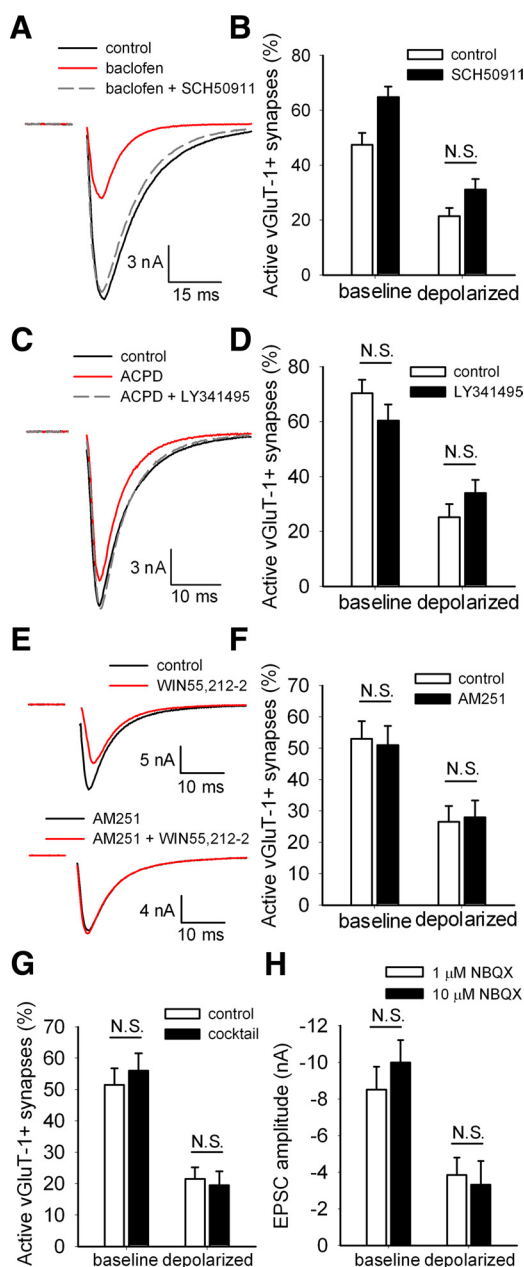 A
control
baclofen
baclofen + SCH50911
3 nA
15 ms
B
control
SCH50911
Active vGluT-1+ synapses (%)
80
60
40
20
0
N.S.
baseline
depolarized
C
control
ACPD
ACPD + LY341495
3 nA
10 ms
D
control
LY341495
Active vGluT-1+ synapses (%)
80
60
40
20
0
N.S.
N.S.
baseline
depolarized
E
control
WIN55,212-2
5 nA
10 ms
AM251
AM251 + WIN55,212-2
4 nA
10 ms
F
control
AM251
Active vGluT-1+ synapses (%)
70
60
50
40
30
20
10
0
N.S.
N.S.
baseline
depolarized
G
control
cocktail
Active vGluT-1+ synapses (%)
70
60
50
40
30
20
10
0
N.S.
N.S.
baseline
depolarized
H
1 μM NBQX
10 μM NBQX
EPSC amplitude (nA)
-12
-10
-8
-6
-4
-2
0
N.S.
N.S.
baseline
depolarized